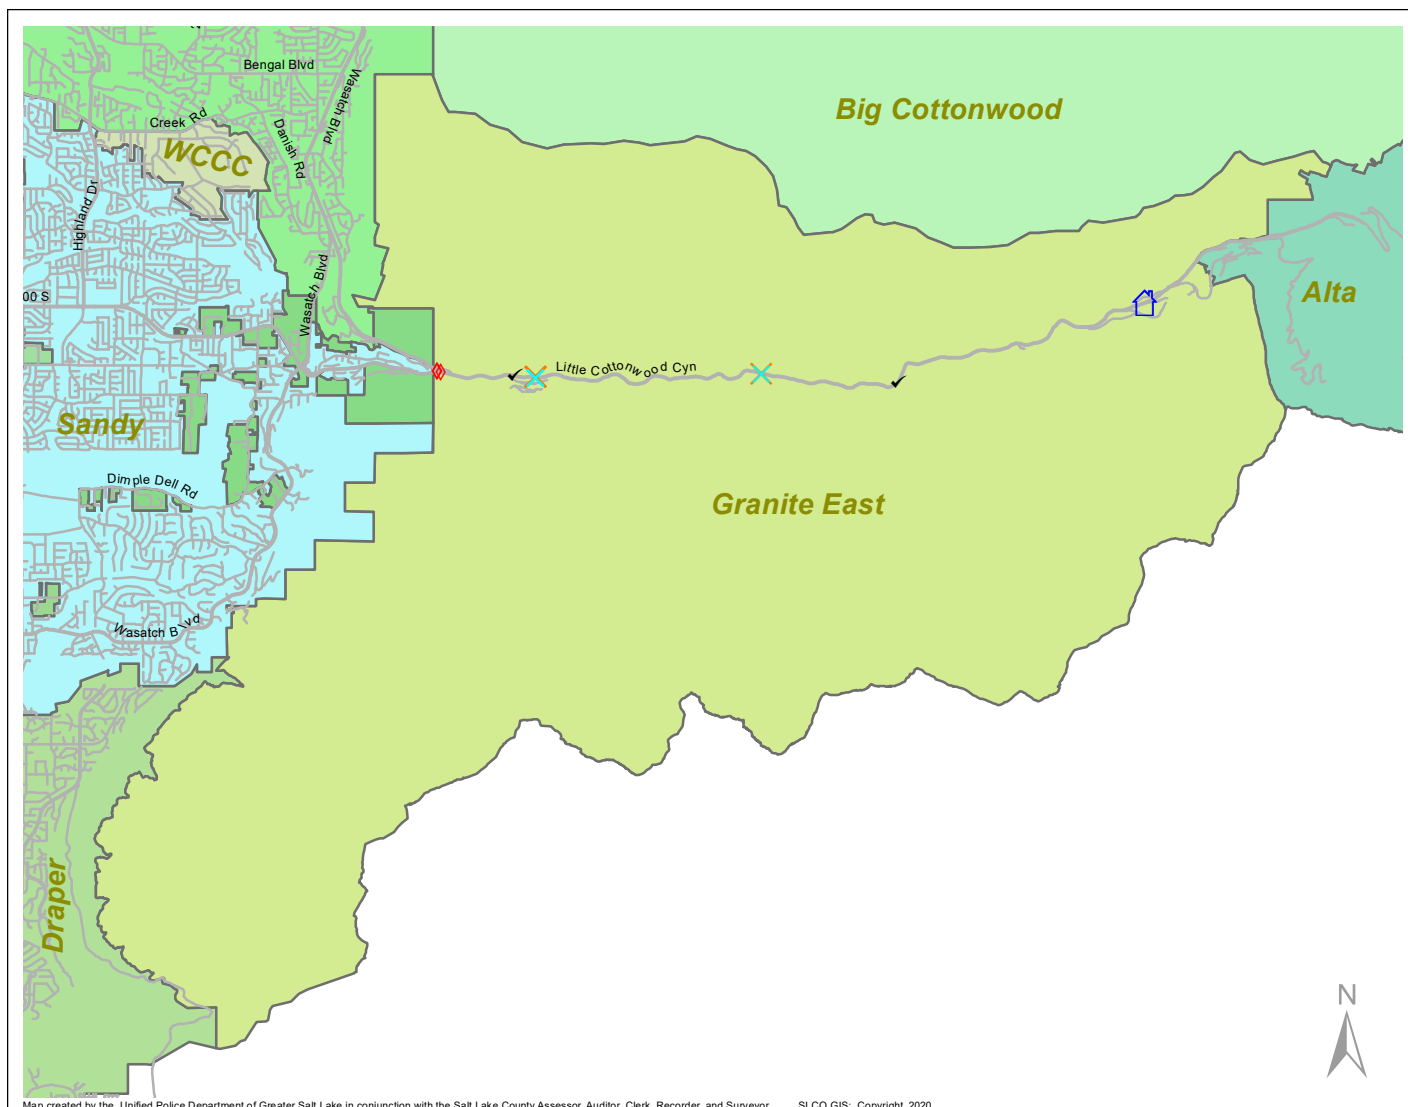 Bengal Blvd
Wasatch Blvd
Big Cottonwood
Creek Rd
Danish Rd
WCCC
Highland Dr
Wasatch Blvd
00 S
Alta
Little Cottonwood Cyn
Sandy
Dimple Dell Rd
Granite East
Wasatch Blvd
Draper
N
Map created by the Unified Police Department of Greater Salt Lake in conjunction with the Salt Lake County Assessor, Auditor, Clerk, Recorder, and Surveyor. SLCO GIS: Copyright, 2020